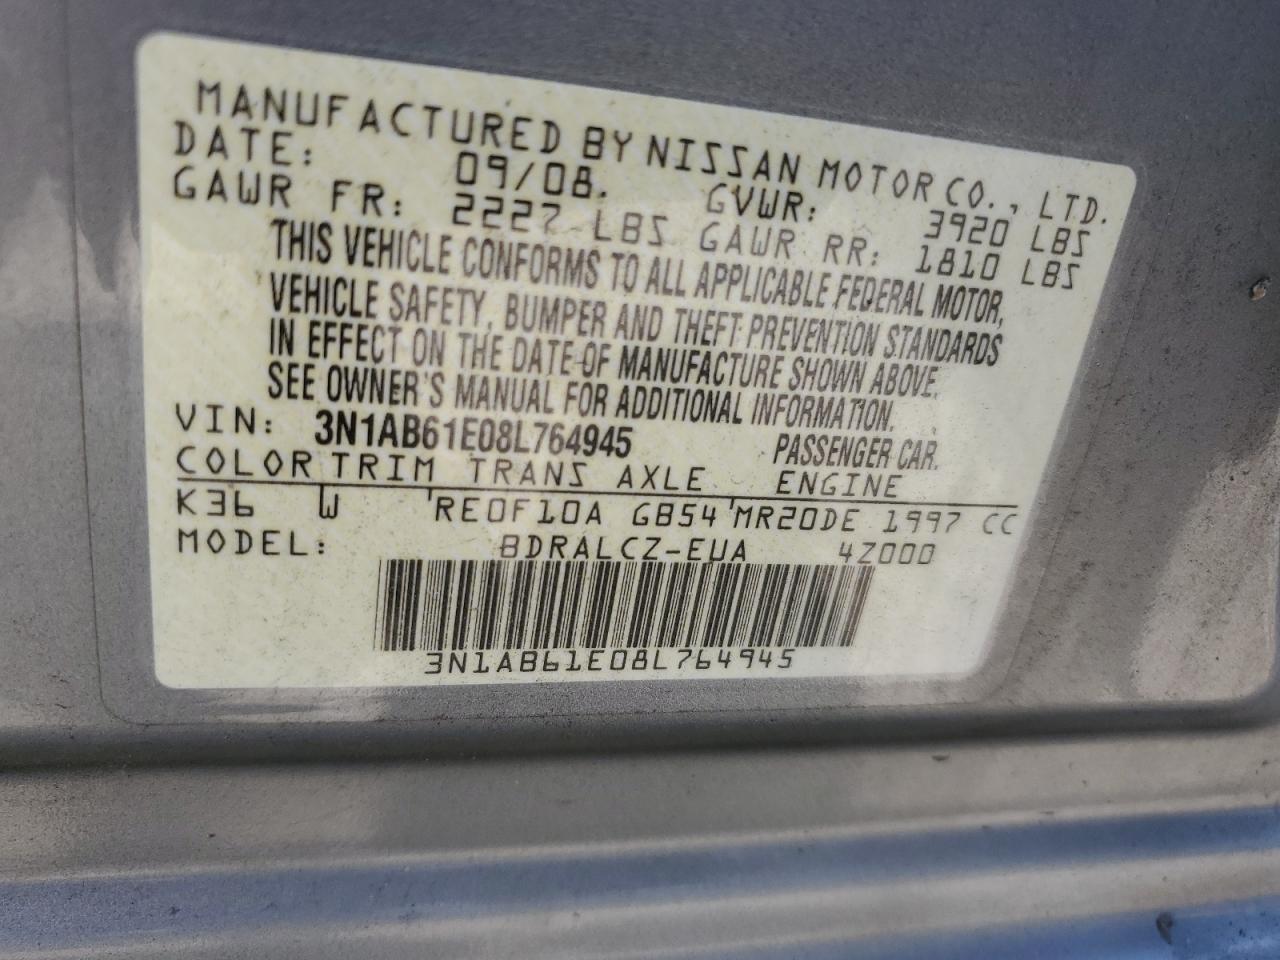 MANUFACTURED BY NISSAN MOTOR CO., LTD.
DATE: 09/08. GVWR: 3920 LBS
GAWR FR: 2227 LBS GAWR RR: 1810 LBS
THIS VEHICLE CONFORMS TO ALL APPLICABLE FEDERAL MOTOR,
VEHICLE SAFETY, BUMPER AND THEFT PREVENTION STANDARDS
IN EFFECT ON THE DATE OF MANUFACTURE SHOWN ABOVE.
SEE OWNER'S MANUAL FOR ADDITIONAL INFORMATION.
VIN: 3N1AB61E08L764945 PASSENGER CAR.
COLOR TRIM TRANS AXLE ENGINE
K36 W 'RE0F10A GB54'MR20DE 1997 CC
MODEL: BDRALCZ-EUA 4Z000
3N1AB61E08L764945